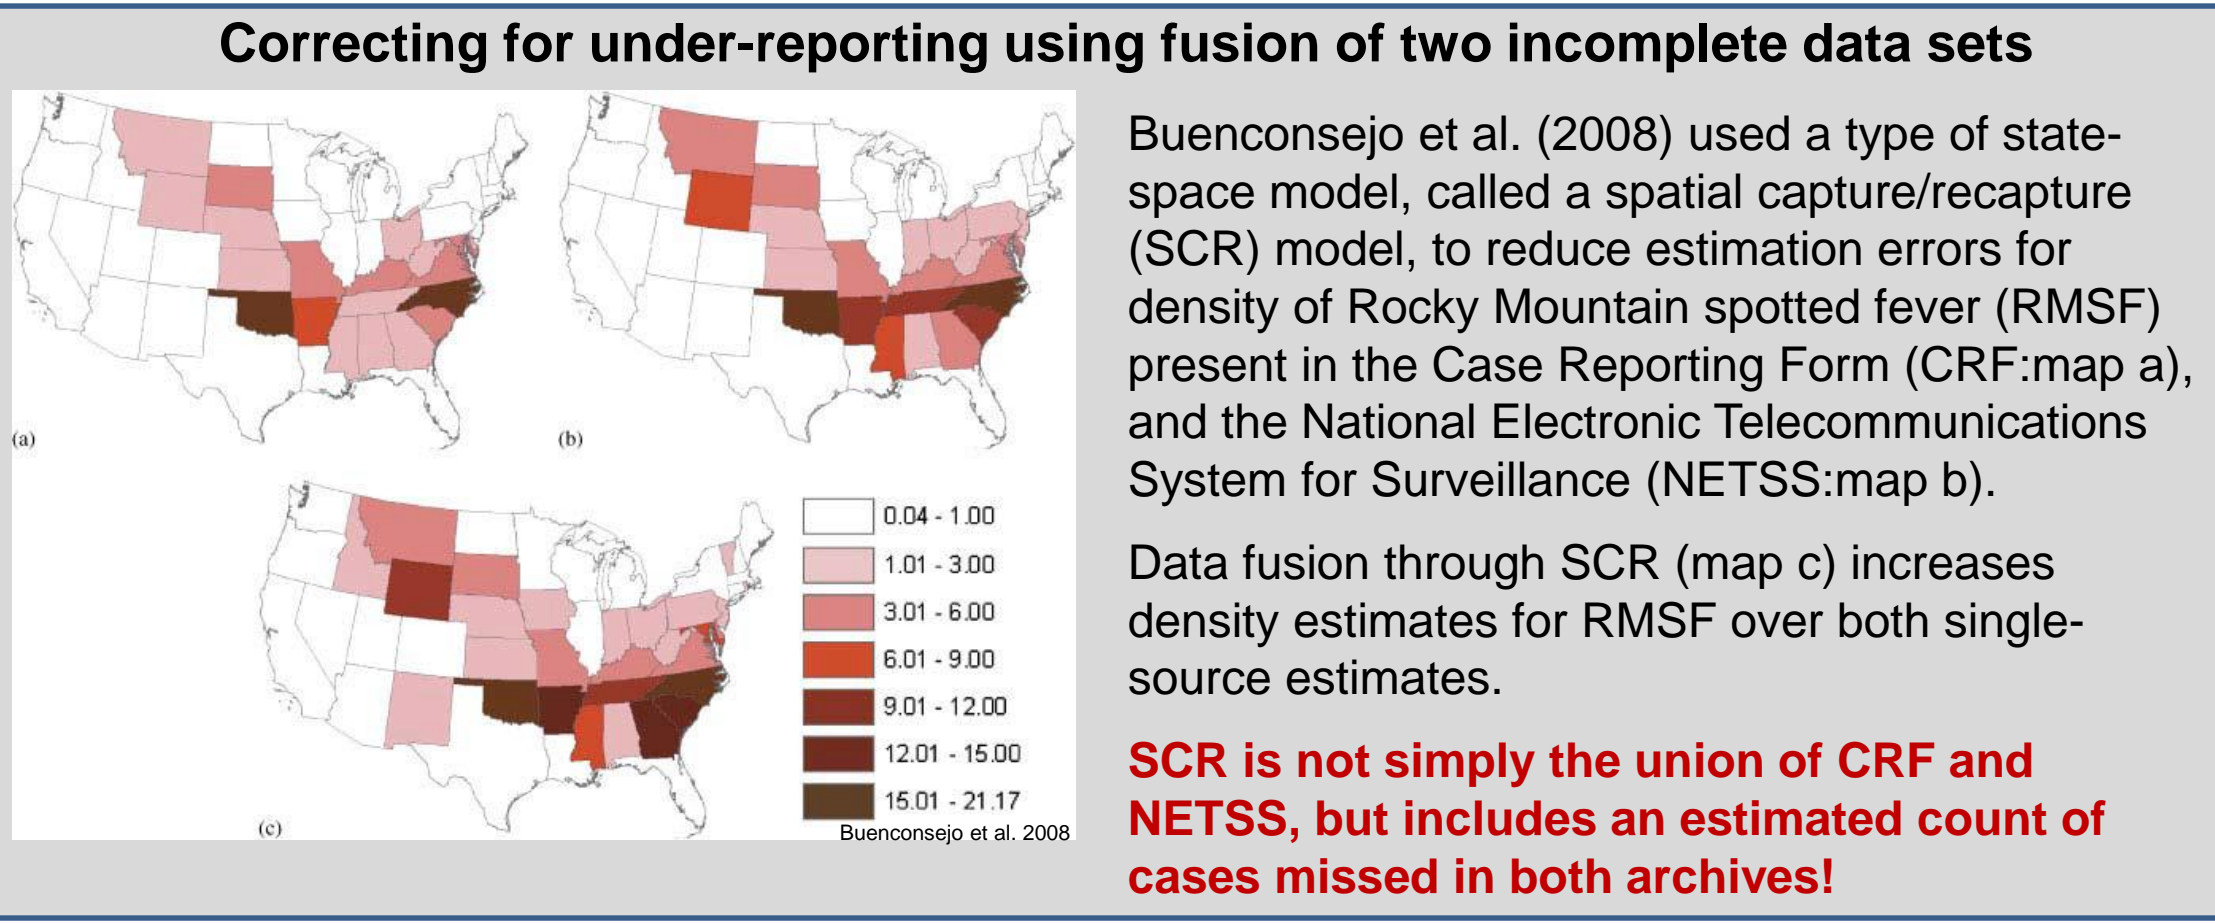 Correcting for under-reporting using fusion of two incomplete data sets
(a)
(b)
(c)
0.04 - 1.00
1.01 - 3.00
3.01 - 6.00
6.01 - 9.00
9.01 - 12.00
12.01 - 15.00
15.01 - 21.17
Buenconsejo et al. 2008
Buenconsejo et al. (2008) used a type of state-
space model, called a spatial capture/recapture
(SCR) model, to reduce estimation errors for
density of Rocky Mountain spotted fever (RMSF)
present in the Case Reporting Form (CRF:map a),
and the National Electronic Telecommunications
System for Surveillance (NETSS:map b).
Data fusion through SCR (map c) increases
density estimates for RMSF over both single-
source estimates.
SCR is not simply the union of CRF and
NETSS, but includes an estimated count of
cases missed in both archives!